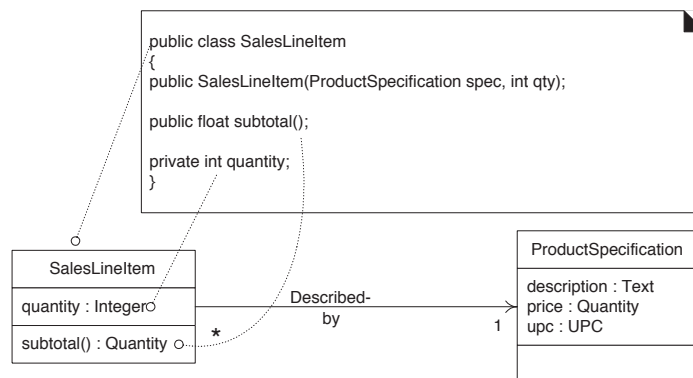 public class SalesLineItem
{
public SalesLineItem(ProductSpecification spec, int qty);
public float subtotal();
private int quantity;
}
SalesLineItem
quantity : Integer
subtotal() : Quantity
*
Described-
by
1
ProductSpecification
description : Text
price : Quantity
upc : UPC